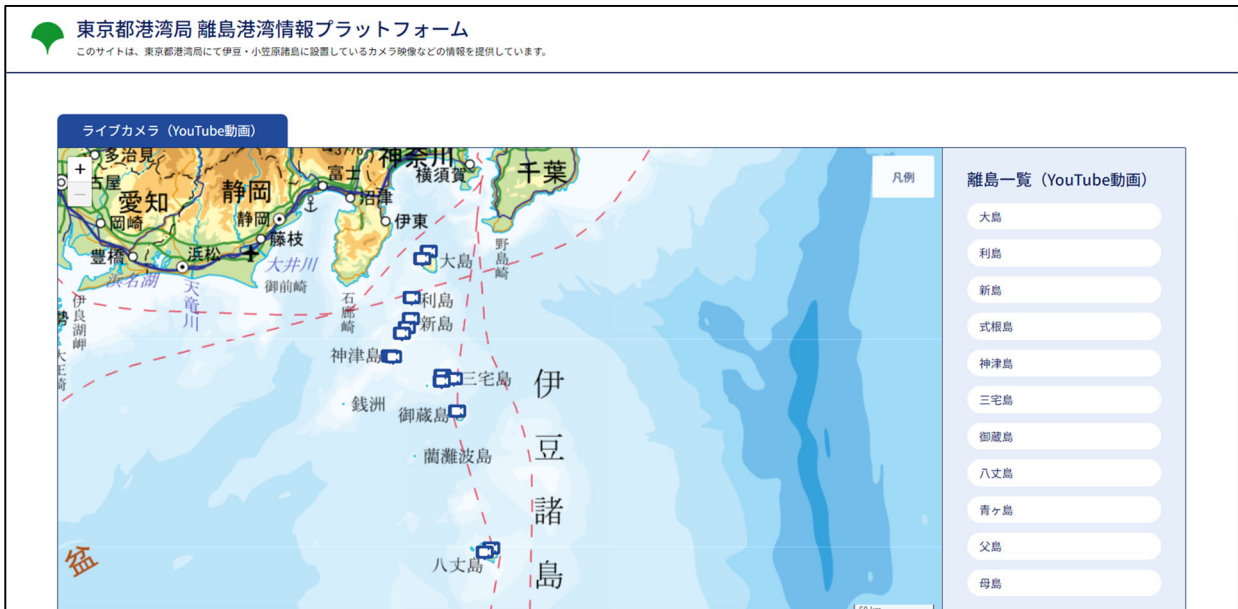 東京都港湾局 離島港湾情報プラットフォーム
このサイトは、東京都港湾局にて伊豆・小笠原諸島に設置しているカメラ映像などの情報を提供しています。
ライブカメラ（YouTube動画）
+
−
凡例
多治見
古屋
愛知
岡崎
豊橋
浜名湖
浜松
天竜川
静岡
静岡
藤枝
大井川
御前崎
富士
沼津
伊東
石廊崎
神奈川
横須賀
千葉
野島崎
伊良湖岬
勢
大王崎
大島
利島
新島
神津島
三宅島
銭洲
御蔵島
藺灘波島
八丈島
伊豆諸島
盆
離島一覧（YouTube動画）
大島
利島
新島
式根島
神津島
三宅島
御蔵島
八丈島
青ヶ島
父島
母島